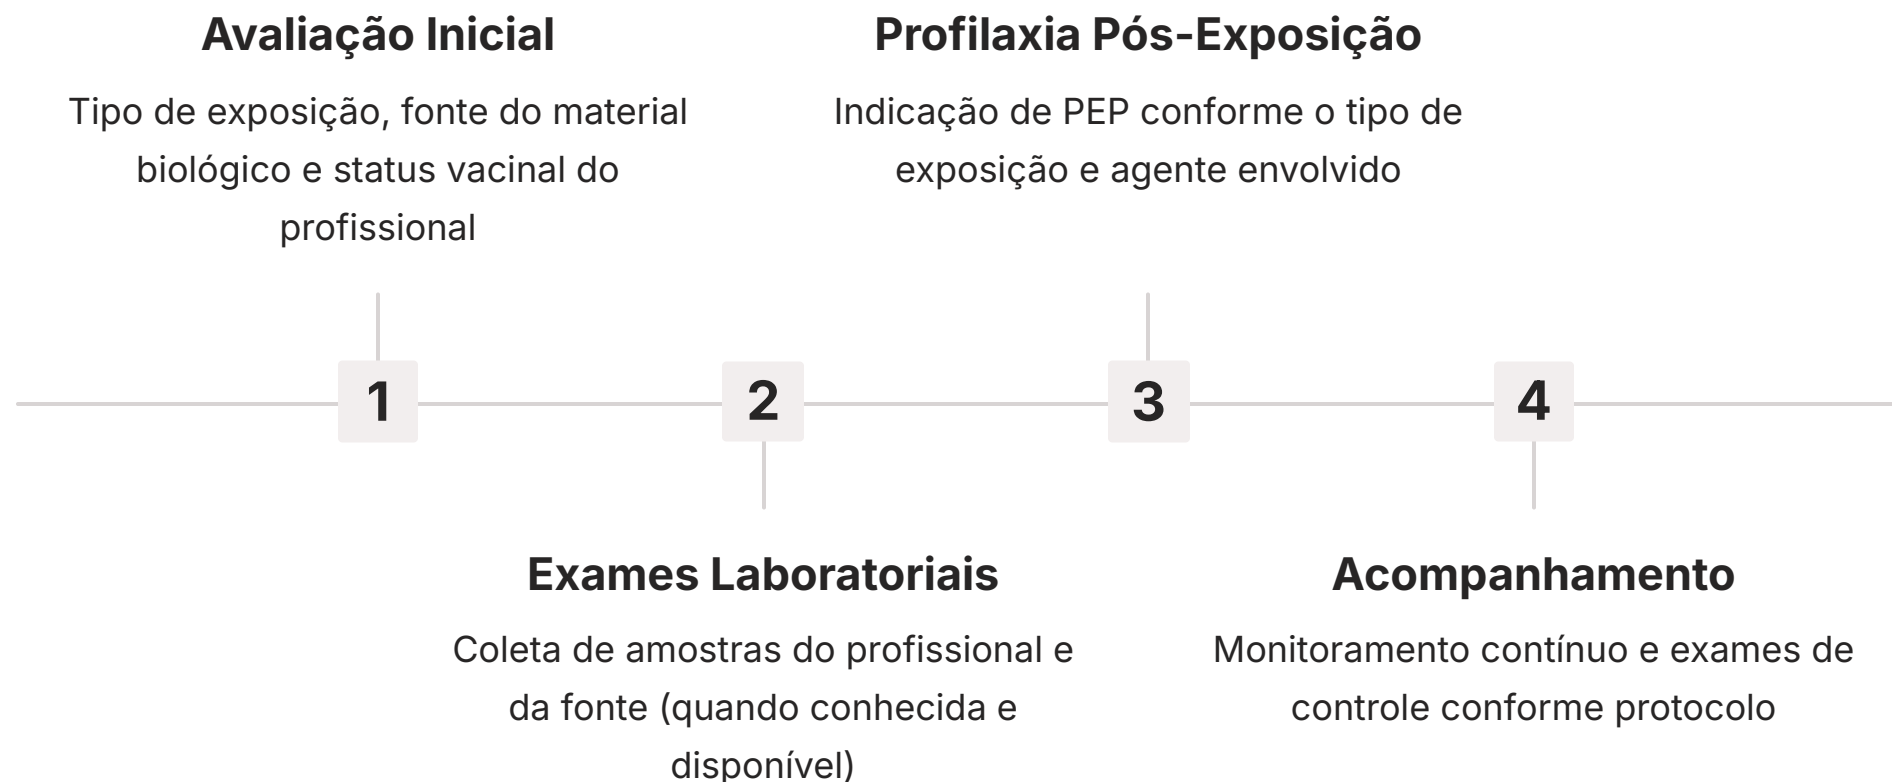 Avaliação Inicial
Tipo de exposição, fonte do material
biológico e status vacinal do
profissional
1
2
Exames Laboratoriais
Coleta de amostras do profissional e
da fonte (quando conhecida e
disponível)
Profilaxia Pós-Exposição
Indicação de PEP conforme o tipo de
exposição e agente envolvido
3
4
Acompanhamento
Monitoramento contínuo e exames de
controle conforme protocolo